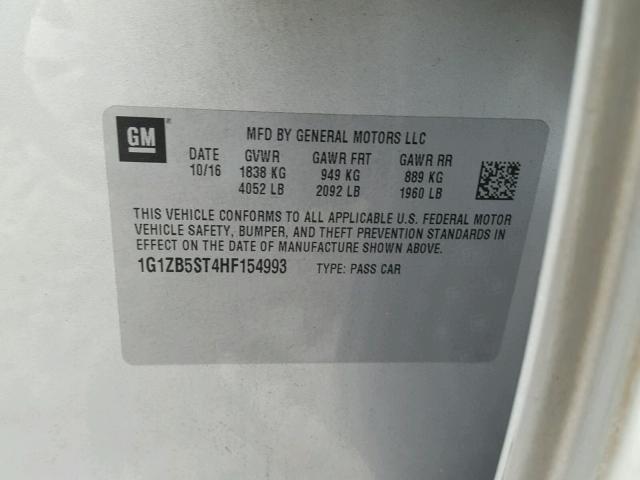 GM®
MFD BY GENERAL MOTORS LLC
DATE GVWR GAWR FRT GAWR RR
10/16 1838 KG 949 KG 889 KG
4052 LB 2092 LB 1960 LB
THIS VEHICLE CONFORMS TO ALL APPLICABLE U.S. FEDERAL MOTOR
VEHICLE SAFETY, BUMPER, AND THEFT PREVENTION STANDARDS IN
EFFECT ON THE DATE OF MANUFACTURE SHOWN ABOVE.
1G1ZB5ST4HF154993 TYPE: PASS CAR